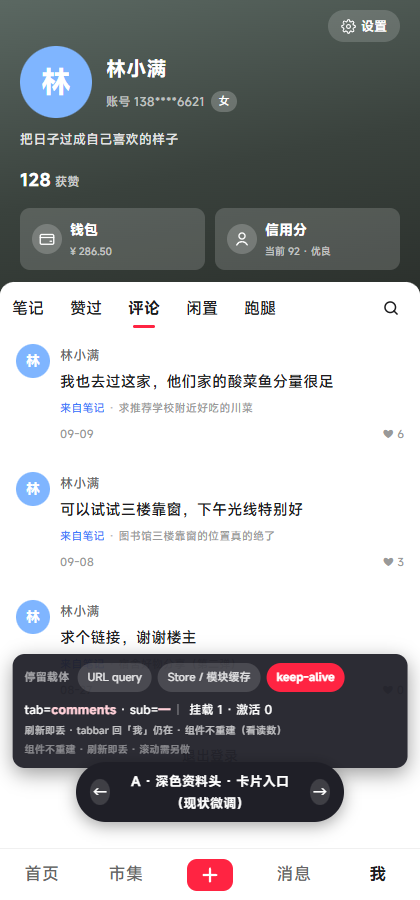 设置
林
林小满
账号 138****6621 女
把日子过成自己喜欢的样子
128 获赞
钱包
¥ 286.50
信用分
当前 92 · 优良
笔记 赞过 评论 闲置 跑腿
林
林小满
我也去过这家，他们家的酸菜鱼分量很足
来自笔记 · 求推荐学校附近好吃的川菜
09-09 6
林
林小满
可以试试三楼靠窗，下午光线特别好
来自笔记 · 图书馆三楼靠窗的位置真的绝了
09-08 3
林
林小满
求个链接，谢谢楼主
停留载体 URL query Store / 模块缓存 keep-alive
tab=comments · sub=— | 挂载 1 · 激活 0
刷新即丢 · tabbar 回「我」仍在 · 组件不重建（看读数）
组件不重建 · 刷新即丢 · 滚动需另做
← A · 深色资料头 · 卡片入口 →
（现状微调）
首页 市集 + 消息 我